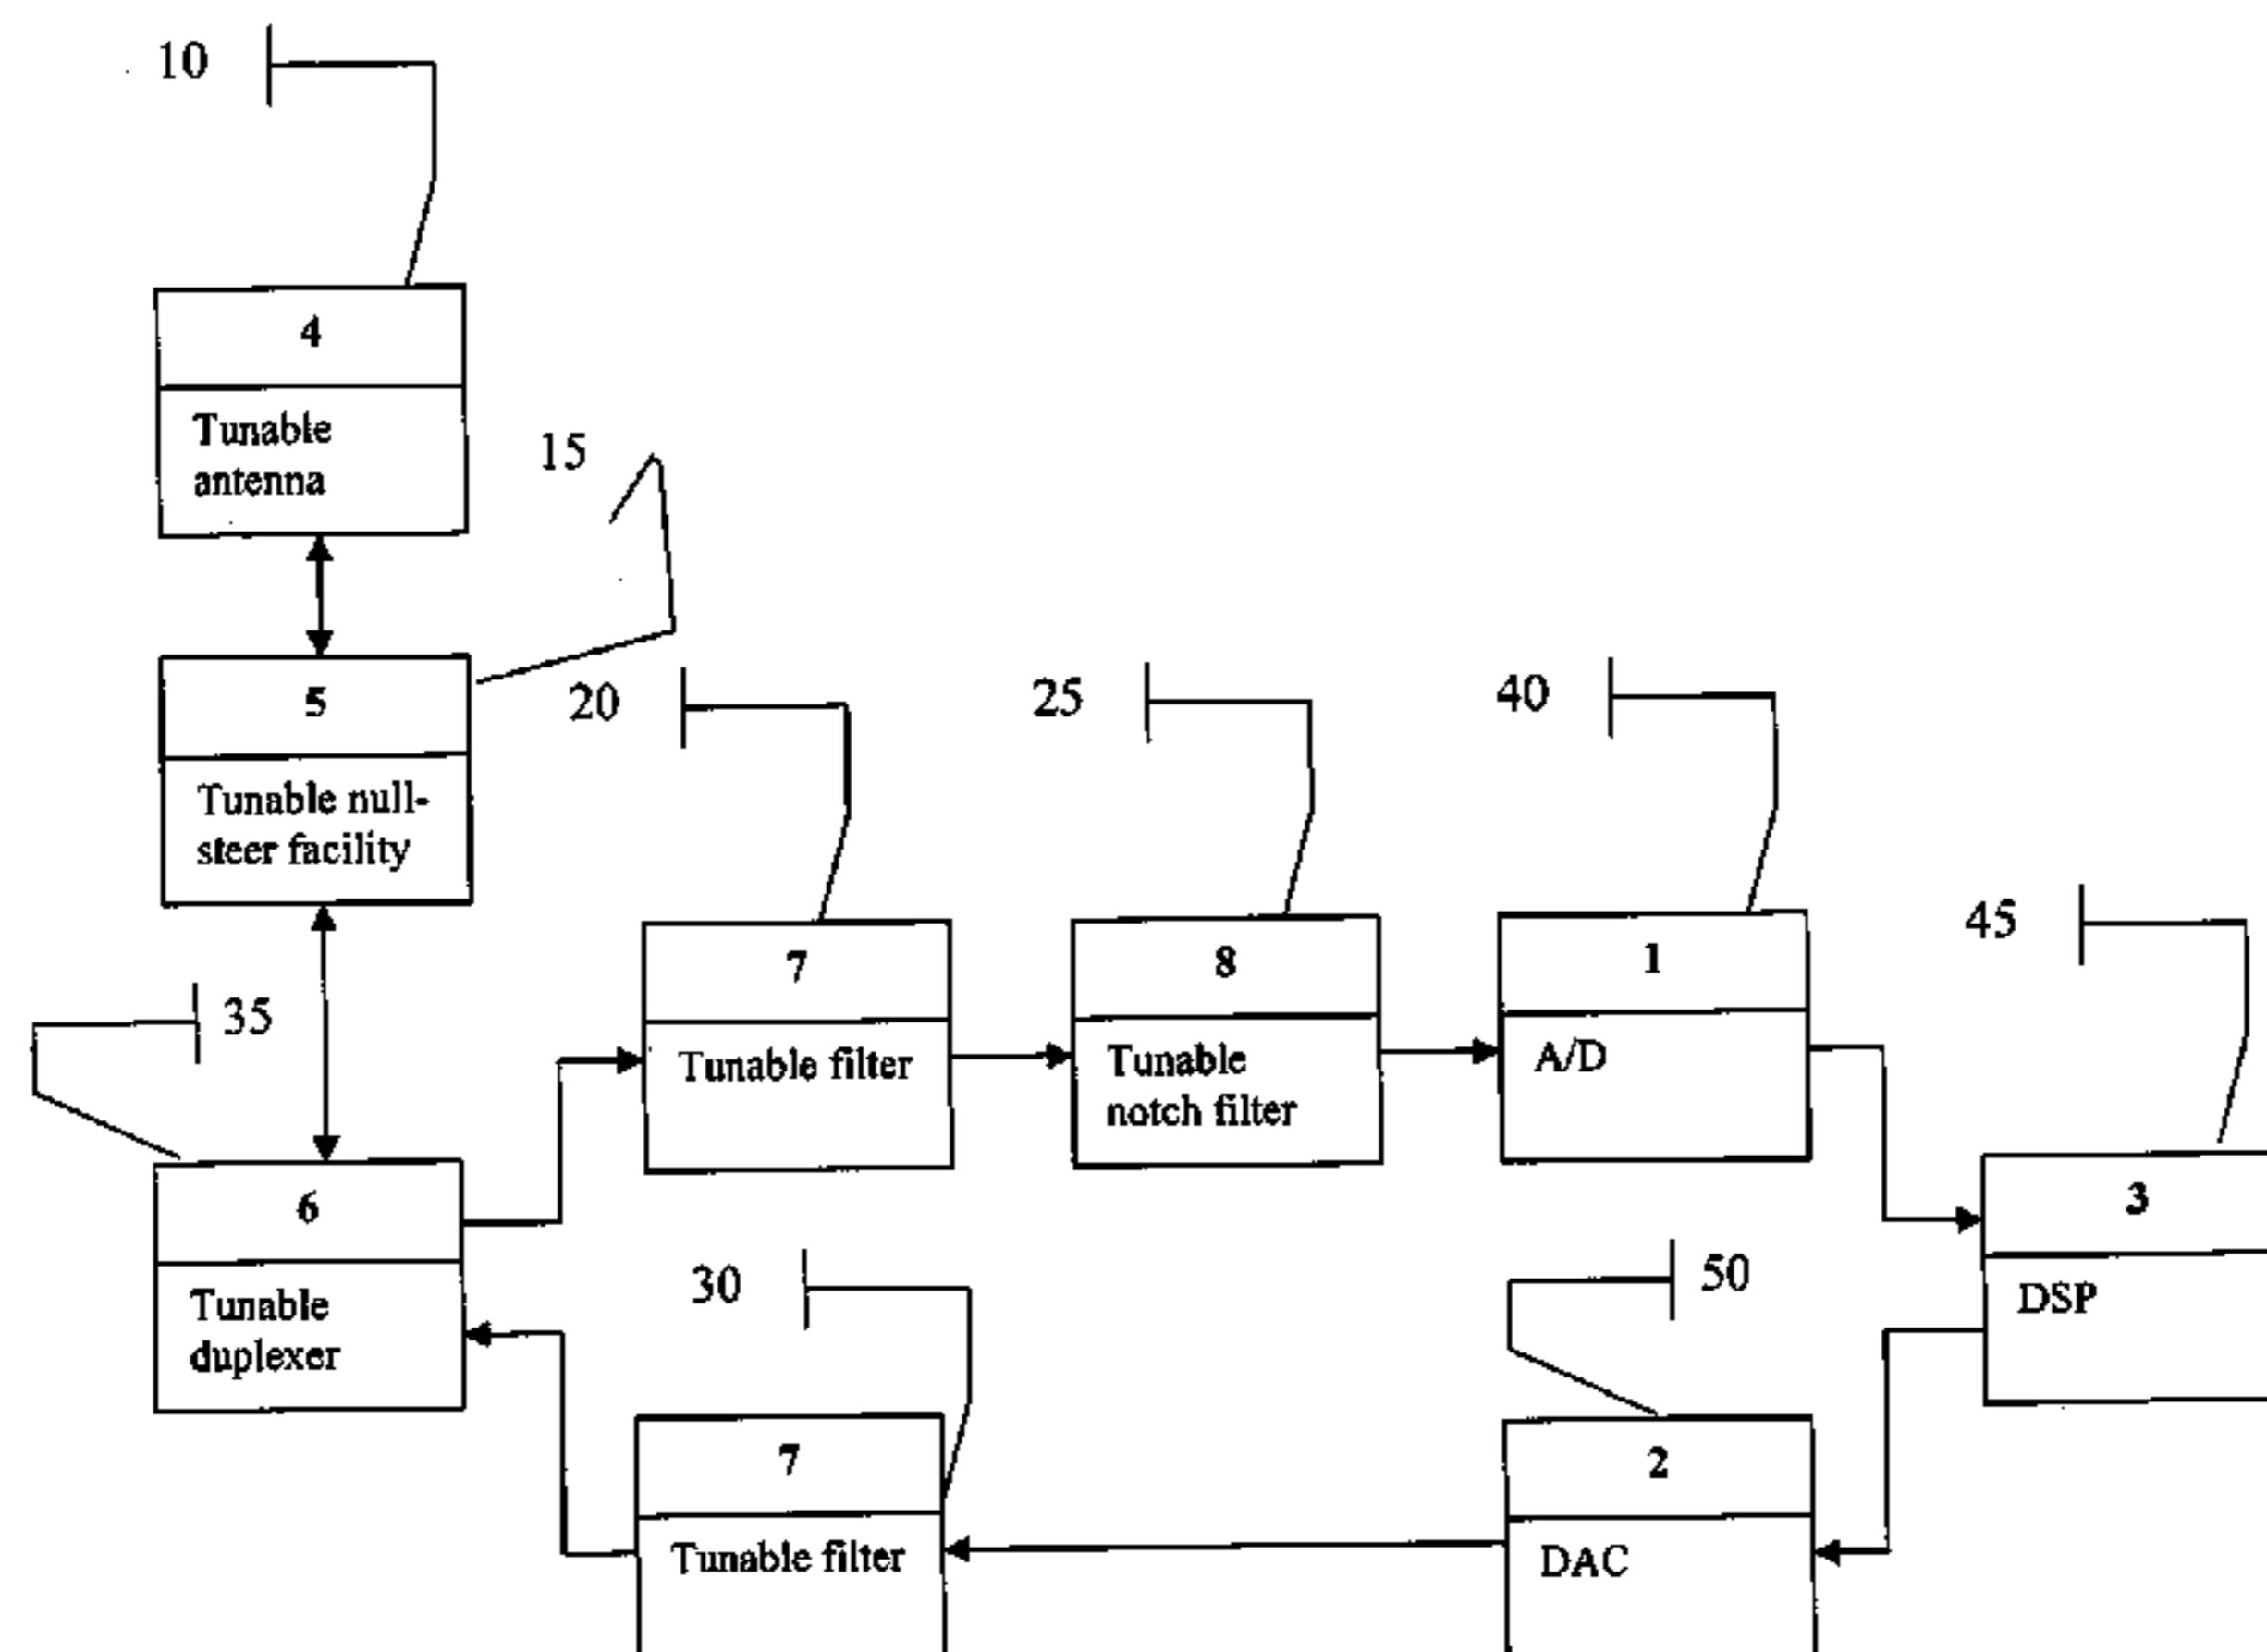 10
4
Tunable
antenna
15
5
Tunable null-
steer facility
20
25
40
45
35
7
Tunable filter
8
Tunable
notch filter
1
A/D
3
DSP
6
Tunable
duplexer
30
50
7
Tunable filter
2
DAC